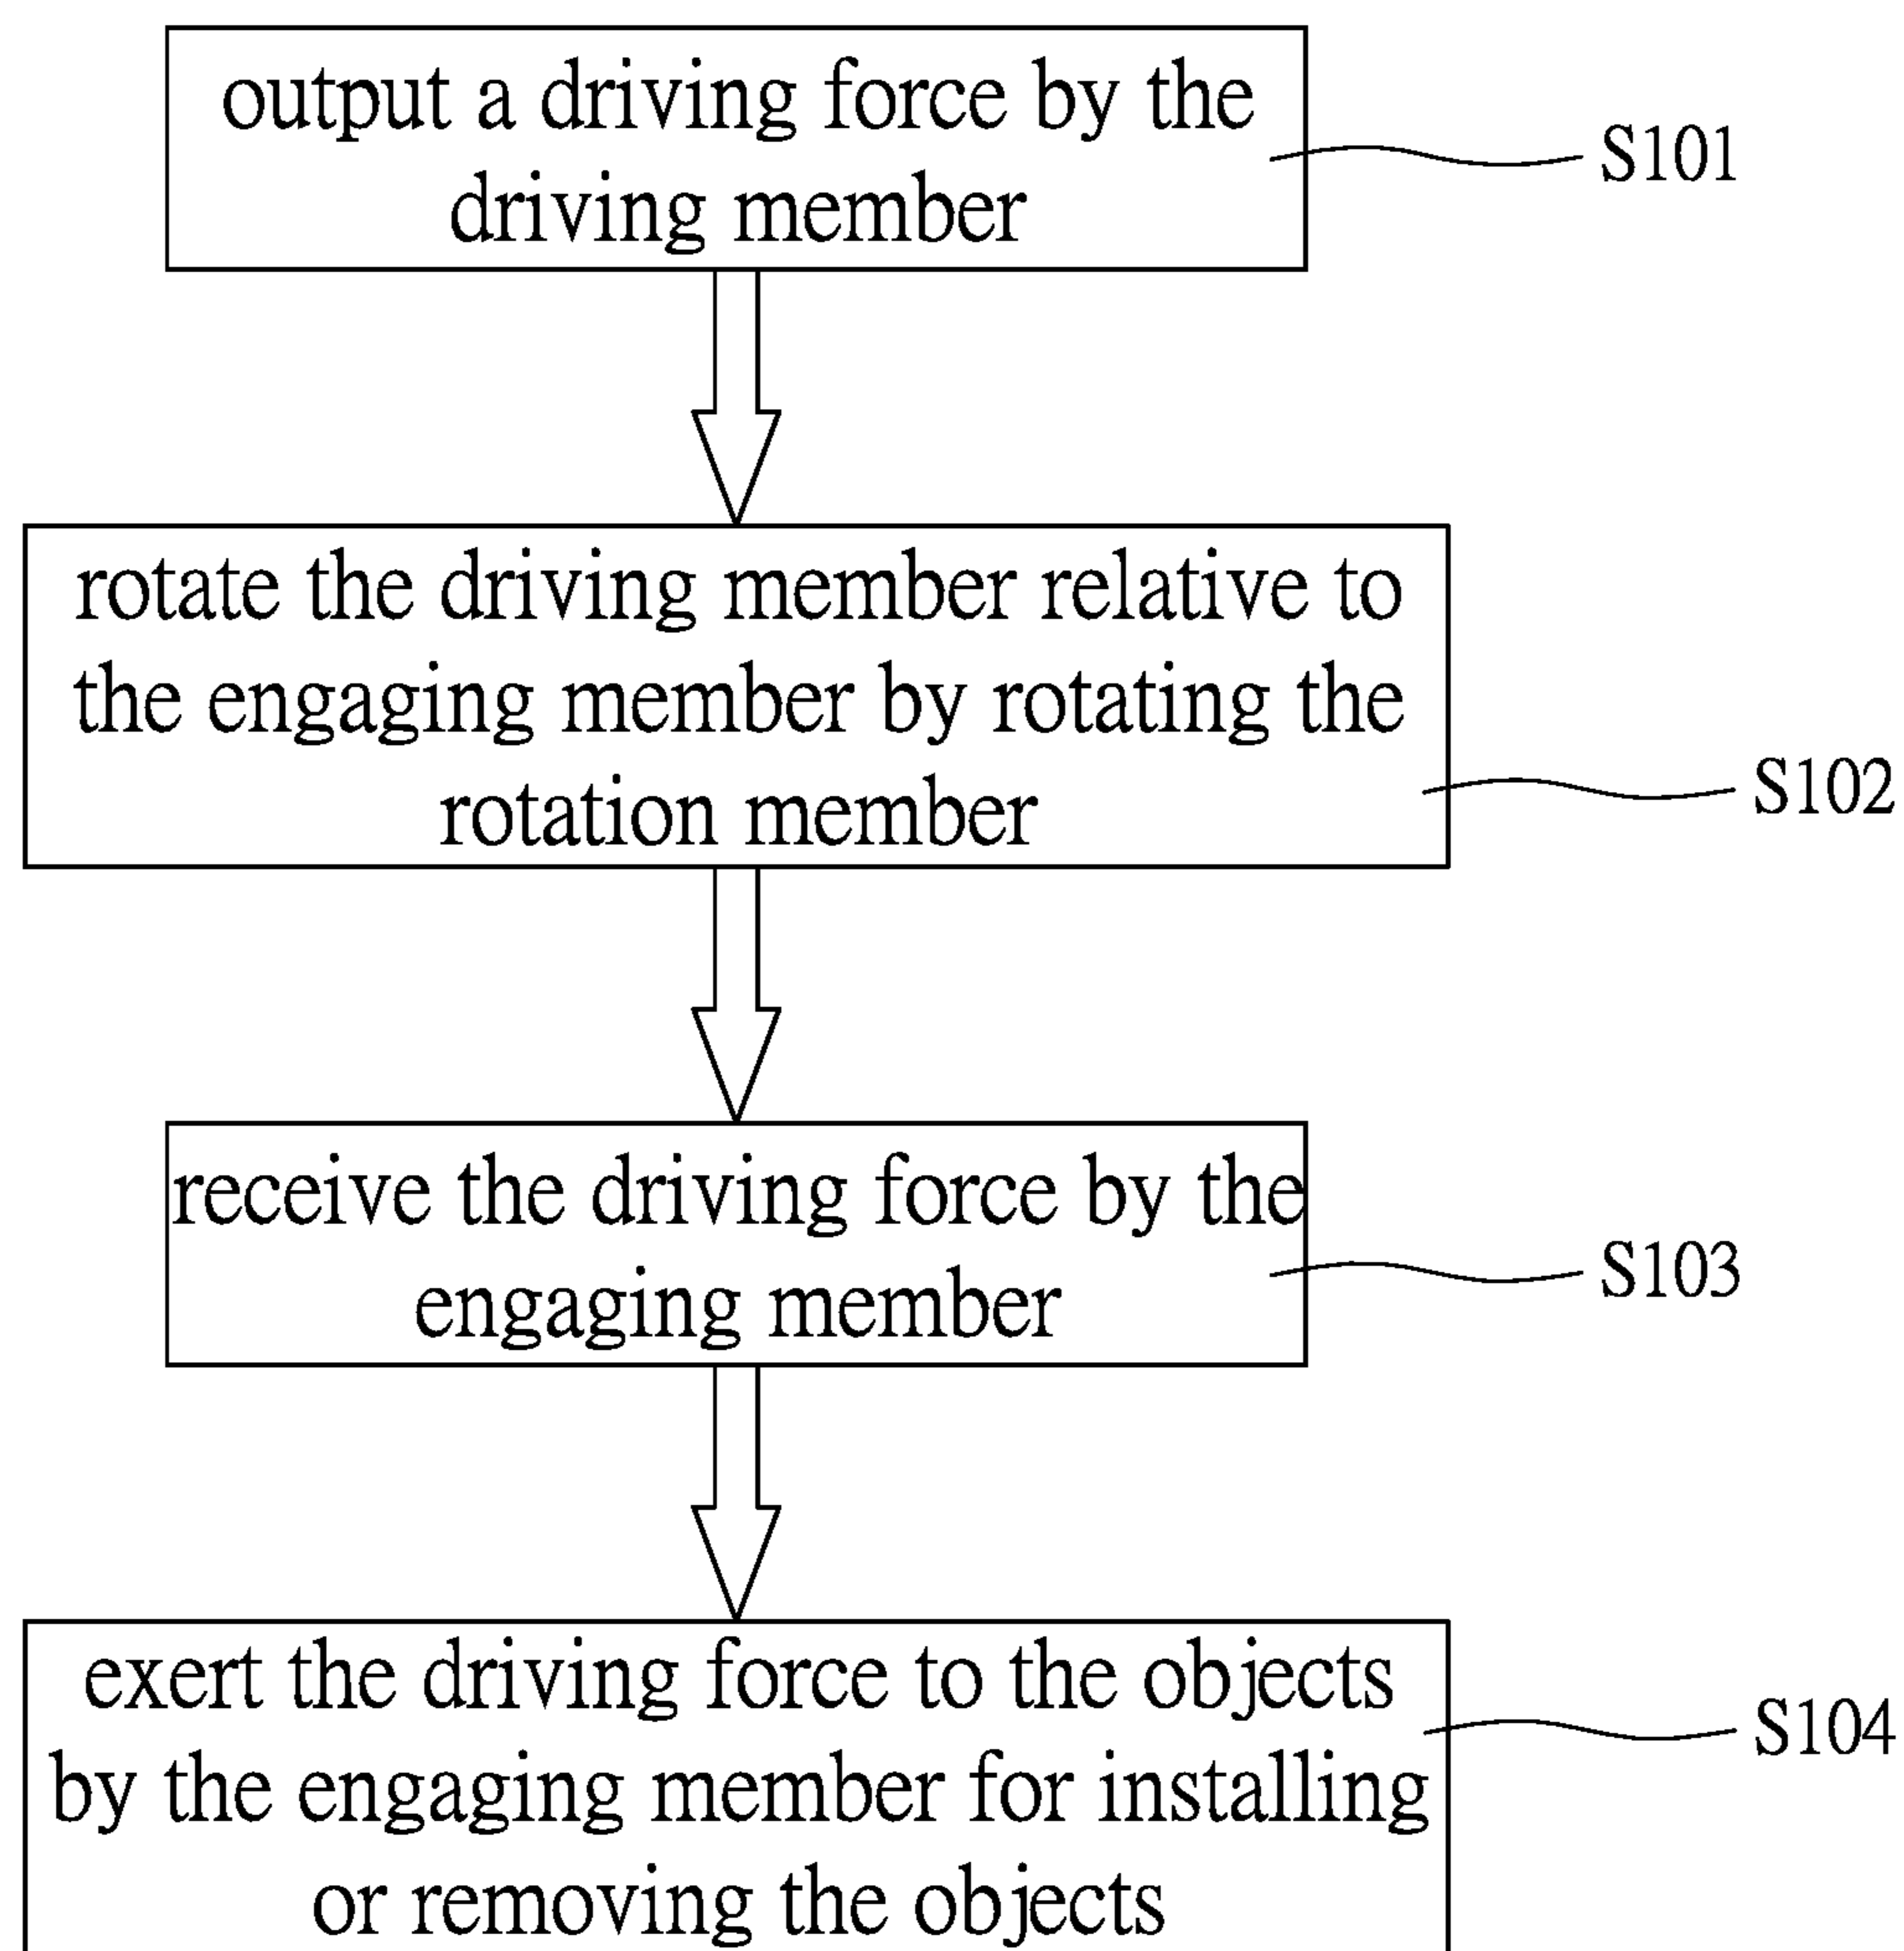 output a driving force by the
driving member
S101
rotate the driving member relative to
the engaging member by rotating the
rotation member
S102
receive the driving force by the
engaging member
S103
exert the driving force to the objects
by the engaging member for installing
or removing the objects
S104